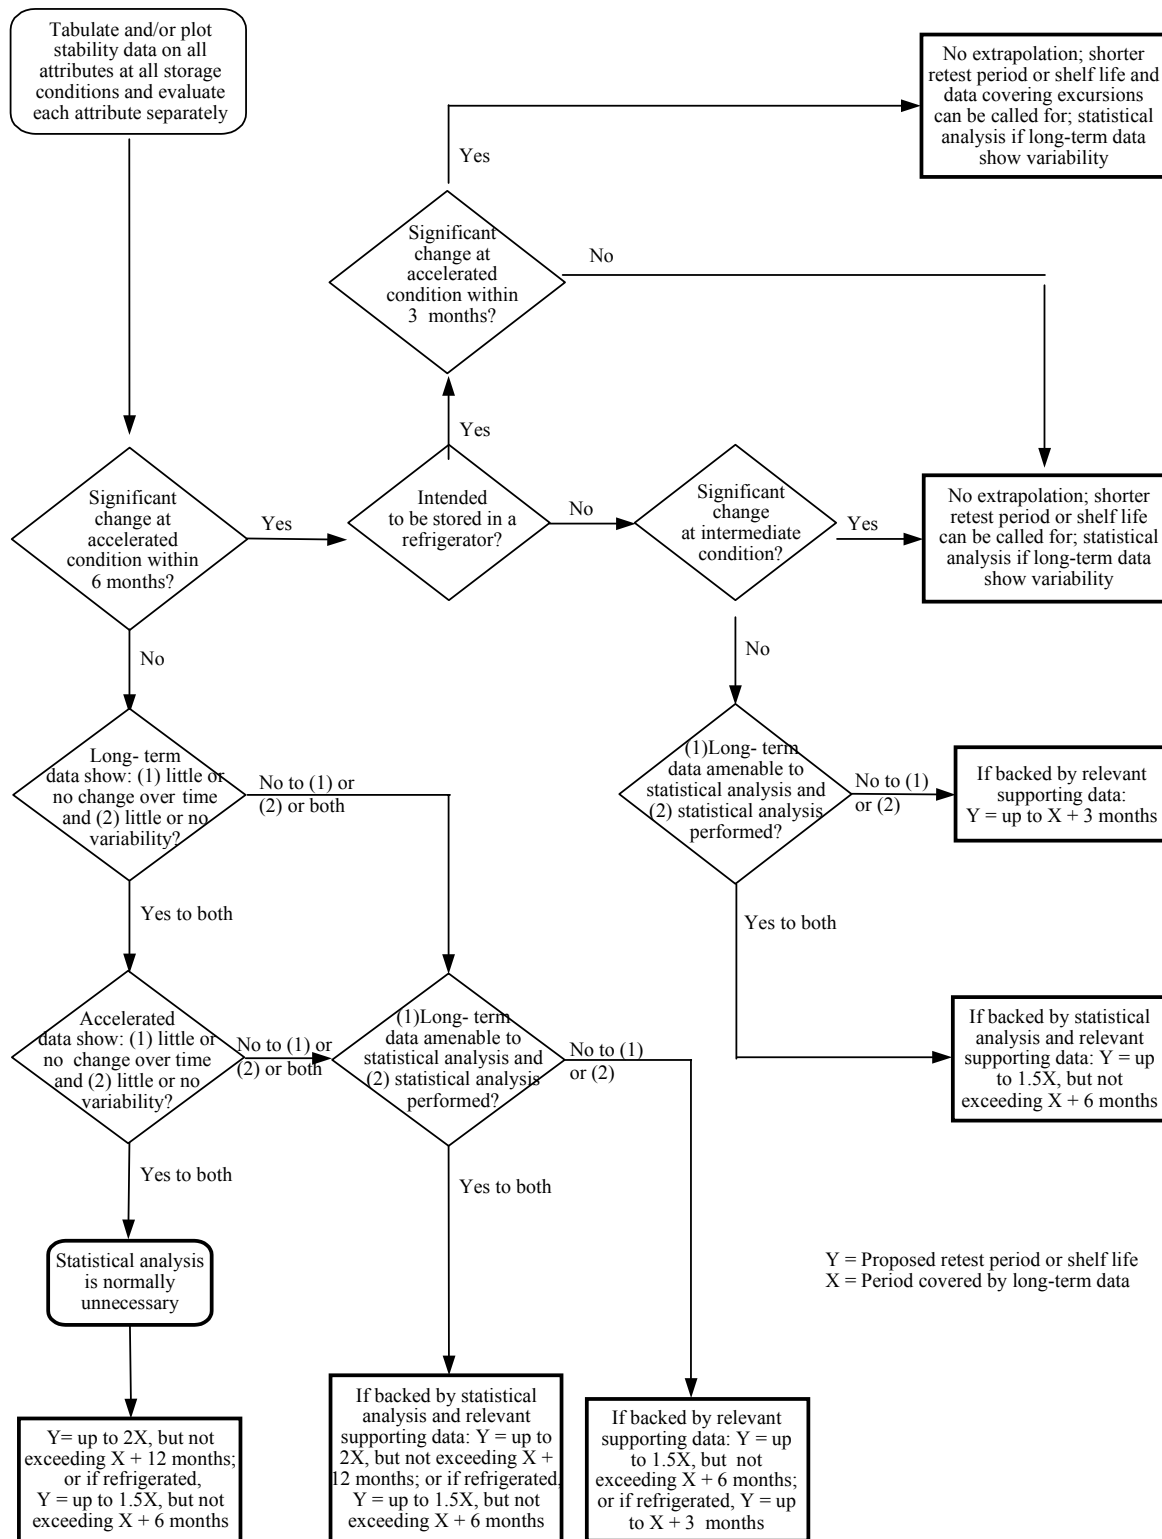 Tabulate and/or plot
stability data on all
attributes at all storage
conditions and evaluate
each attribute separately
No extrapolation; shorter
retest period or shelf life and
data covering excursions
can be called for; statistical
analysis if long-term data
show variability
Yes
Significant
change at
accelerated
condition within
3 months?
No
Yes
Significant
change at
accelerated
condition within
6 months?
Yes
Intended
to be stored in a
refrigerator?
No
Significant
change
at intermediate
condition?
Yes
No extrapolation; shorter
retest period or shelf life
can be called for; statistical
analysis if long-term data
show variability
No
No
Long- term
data show: (1) little or
no change over time
and (2) little or no
variability?
No to (1) or
(2) or both
(1)Long- term
data amenable to
statistical analysis and
(2) statistical analysis
performed?
No to (1)
or (2)
If backed by relevant
supporting data:
Y = up to X + 3 months
Yes to both
Yes to both
Accelerated
data show: (1) little or
no change over time
and (2) little or no
variability?
No to (1) or
(2) or both
(1)Long- term
data amenable to
statistical analysis and
(2) statistical analysis
performed?
No to (1)
or (2)
If backed by statistical
analysis and relevant
supporting data: Y = up
to 1.5X, but not
exceeding X + 6 months
Yes to both
Yes to both
Statistical analysis
is normally
unnecessary
Y = Proposed retest period or shelf life
X = Period covered by long-term data
Y= up to 2X, but not
exceeding X + 12 months;
or if refrigerated,
Y = up to 1.5X, but not
exceeding X + 6 months
If backed by statistical
analysis and relevant
supporting data: Y = up to
2X, but not exceeding X +
12 months; or if refrigerated,
Y = up to 1.5X, but not
exceeding X + 6 months
If backed by relevant
supporting data: Y = up
to 1.5X, but not
exceeding X + 6 months;
or if refrigerated, Y = up
to X + 3 months